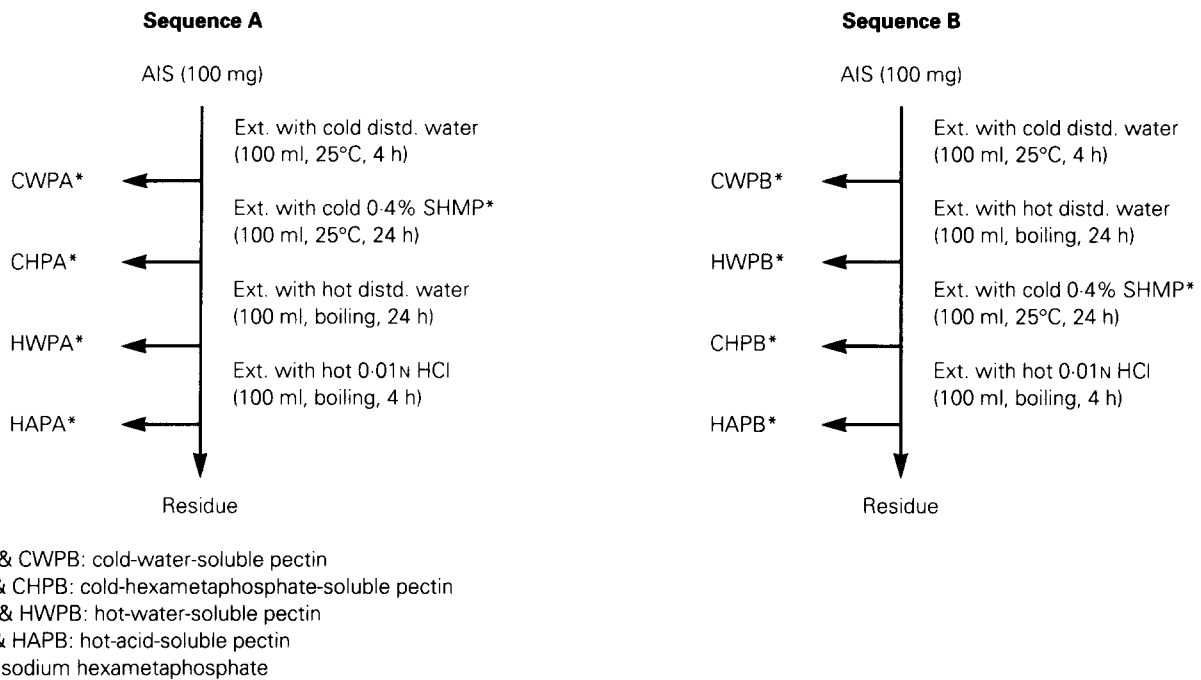 Sequence A
AIS (100 mg)
Ext. with cold distd. water
(100 ml, 25°C, 4 h)
CWPA*
Ext. with cold 0·4% SHMP*
(100 ml, 25°C, 24 h)
CHPA*
Ext. with hot distd. water
(100 ml, boiling, 24 h)
HWPA*
Ext. with hot 0·01N HCl
(100 ml, boiling, 4 h)
HAPA*
Residue
Sequence B
AIS (100 mg)
Ext. with cold distd. water
(100 ml, 25°C, 4 h)
CWPB*
Ext. with hot distd. water
(100 ml, boiling, 24 h)
HWPB*
Ext. with cold 0·4% SHMP*
(100 ml, 25°C, 24 h)
CHPB*
Ext. with hot 0·01N HCl
(100 ml, boiling, 4 h)
HAPB*
Residue
& CWPB: cold-water-soluble pectin
& CHPB: cold-hexametaphosphate-soluble pectin
& HWPB: hot-water-soluble pectin
& HAPB: hot-acid-soluble pectin
sodium hexametaphosphate